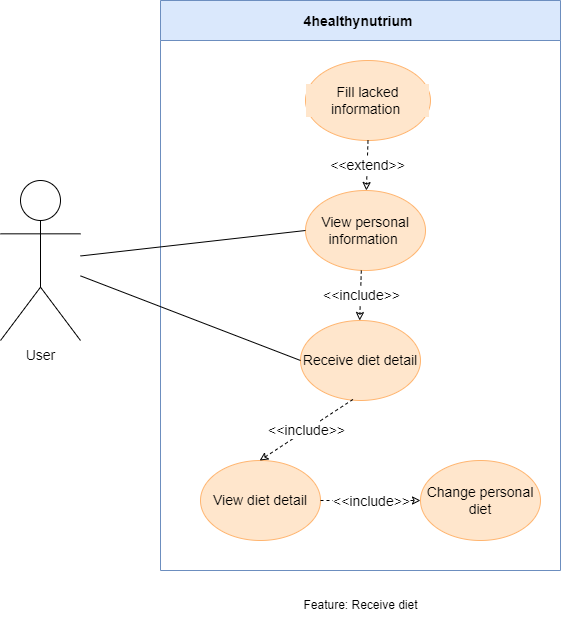 4healthynutrium
Fill lacked
information
<<extend>>
View personal
information
<<include>>
User
Receive diet detail
<<include>>
View diet detail
<<include>>
Change personal
diet
Feature: Receive diet